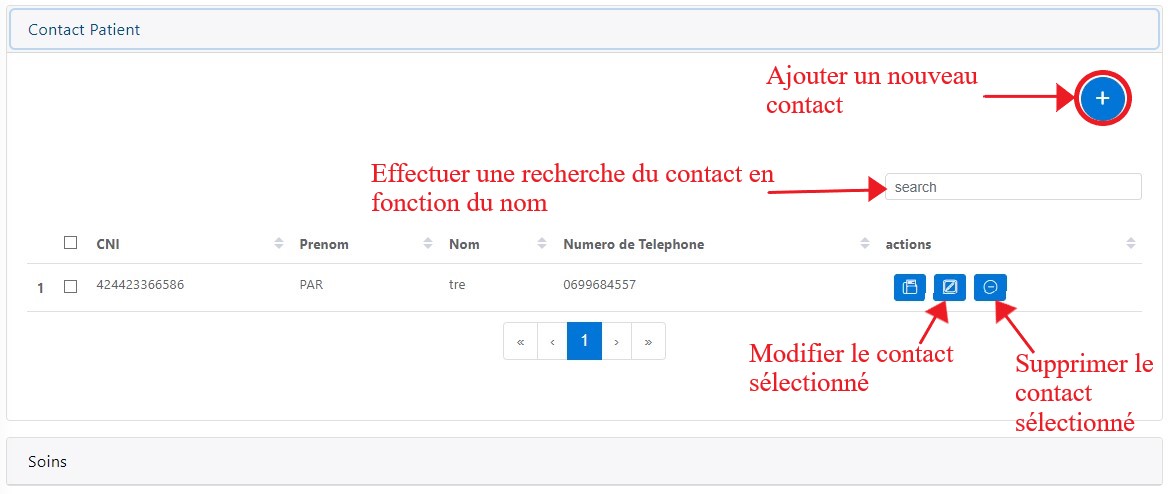 Contact Patient
Ajouter un nouveau
contact
+
Effectuer une recherche du contact en
fonction du nom
search
CNI Prenom Nom Numero de Telephone actions
1 424423366586 PAR tre 0699684557
« ‹ 1 › »
Modifier le contact
sélectionné
Supprimer le
contact
sélectionné
Soins